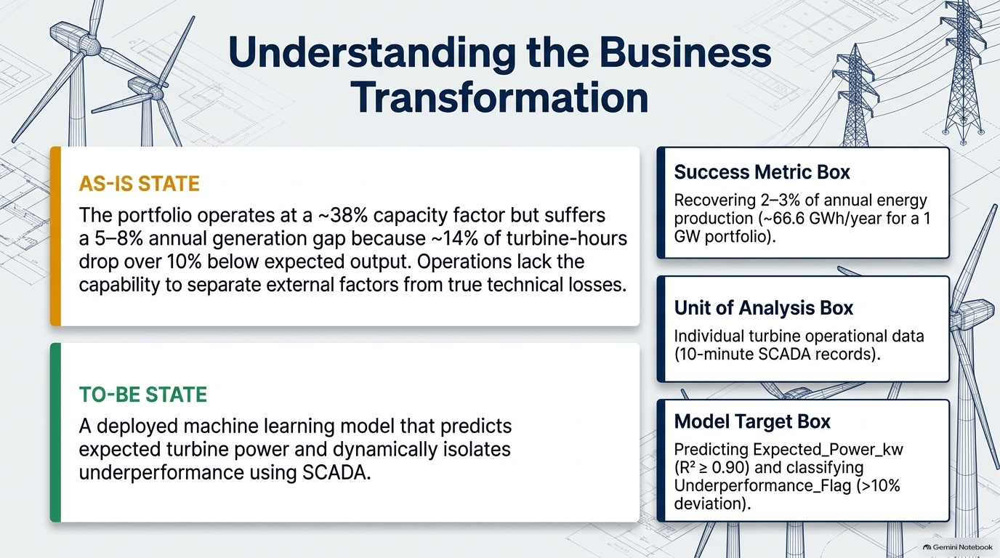 Understanding the Business
Transformation
AS-IS STATE
The portfolio operates at a ~38% capacity factor but suffers
a 5–8% annual generation gap because ~14% of turbine-hours
drop over 10% below expected output. Operations lack the
capability to separate external factors from true technical losses.
TO-BE STATE
A deployed machine learning model that predicts
expected turbine power and dynamically isolates
underperformance using SCADA.
Success Metric Box
Recovering 2–3% of annual energy
production (~66.6 GWh/year for a 1
GW portfolio).
Unit of Analysis Box
Individual turbine operational data
(10-minute SCADA records).
Model Target Box
Predicting Expected_Power_kw
(R² ≥ 0.90) and classifying
Underperformance_Flag (>10%
deviation).
Gemini Notebook